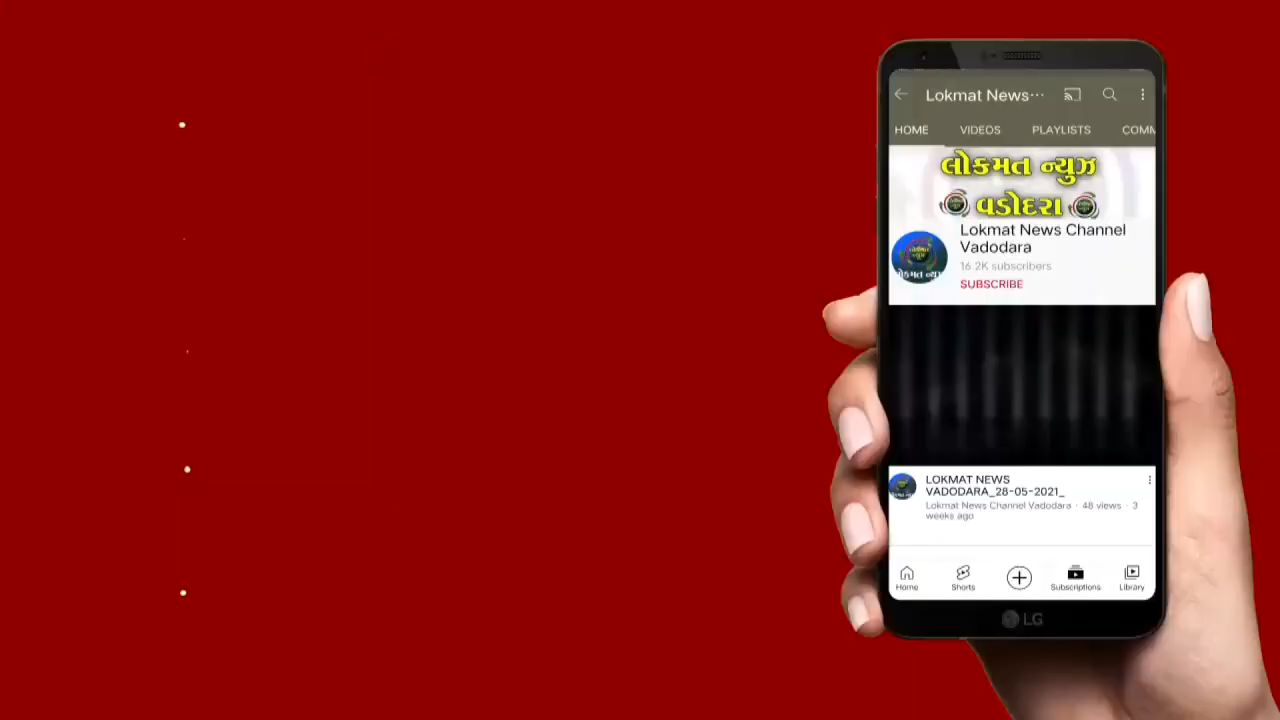 Lokmat News···
HOME VIDEOS PLAYLISTS COMM
લોકમત ન્યુઝ
વડોદરા
Lokmat News Channel
Vadodara
16.2K subscribers
SUBSCRIBE
LOKMAT NEWS
VADODARA_28-05-2021_
Lokmat News Channel Vadodara · 48 views · 3
weeks ago
Home Shorts Subscriptions Library
LG